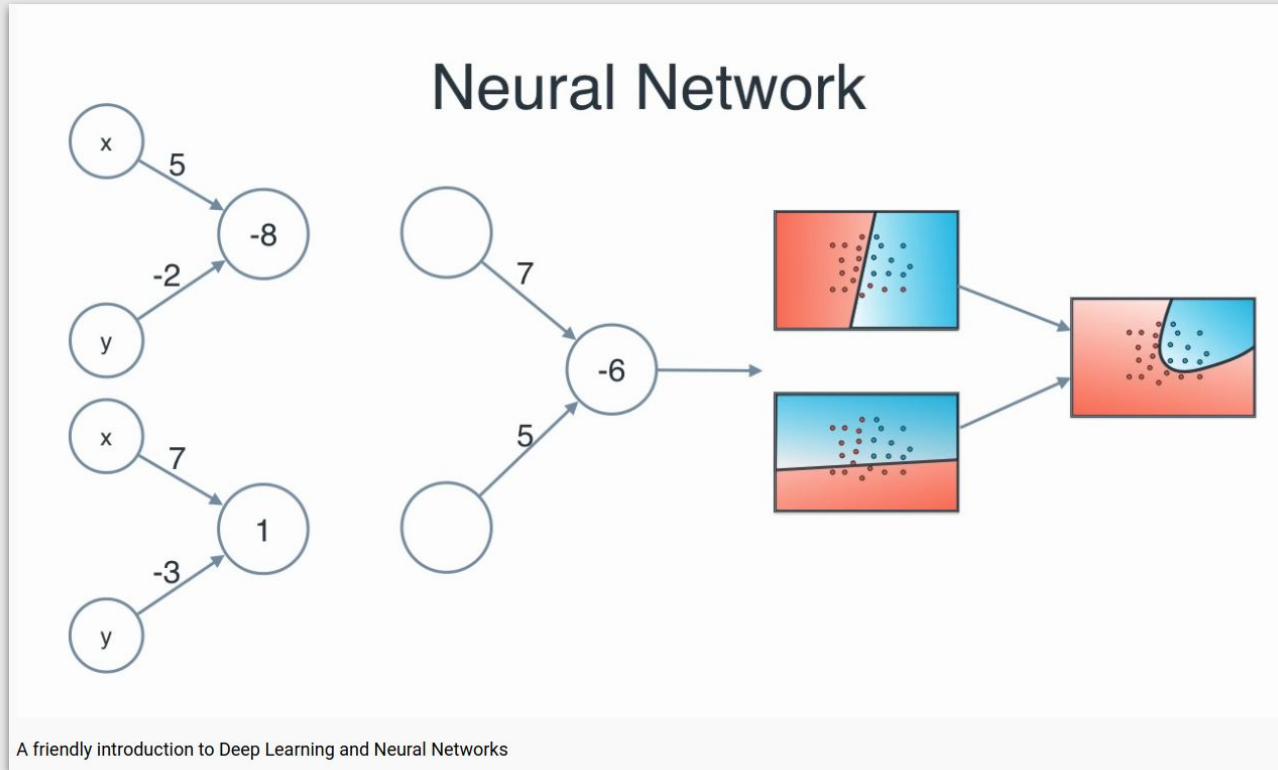 Neural Network
x
5
-8
-2
y
x
7
1
-3
y
7
-6
5
A friendly introduction to Deep Learning and Neural Networks